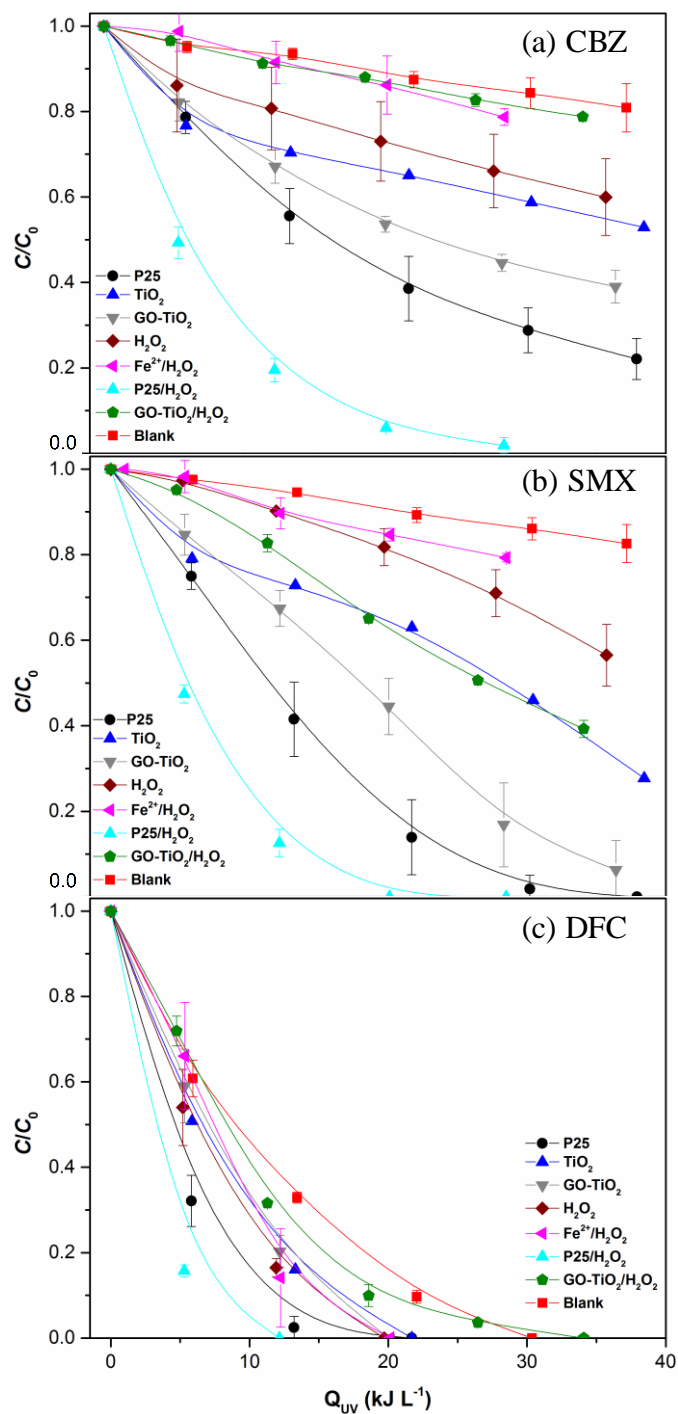 (a) CBZ
1.0
0.8
0.6
0.4
0.2
0.0
C/C₀
P25
TiO₂
GO-TiO₂
H₂O₂
Fe²⁺/H₂O₂
P25/H₂O₂
GO-TiO₂/H₂O₂
Blank
(b) SMX
1.0
0.8
0.6
0.4
0.2
0.0
C/C₀
P25
TiO₂
GO-TiO₂
H₂O₂
Fe²⁺/H₂O₂
P25/H₂O₂
GO-TiO₂/H₂O₂
Blank
(c) DFC
1.0
0.8
0.6
0.4
0.2
0.0
C/C₀
P25
TiO₂
GO-TiO₂
H₂O₂
Fe²⁺/H₂O₂
P25/H₂O₂
GO-TiO₂/H₂O₂
Blank
0 10 20 30 40
Q_UV (kJ L⁻¹)